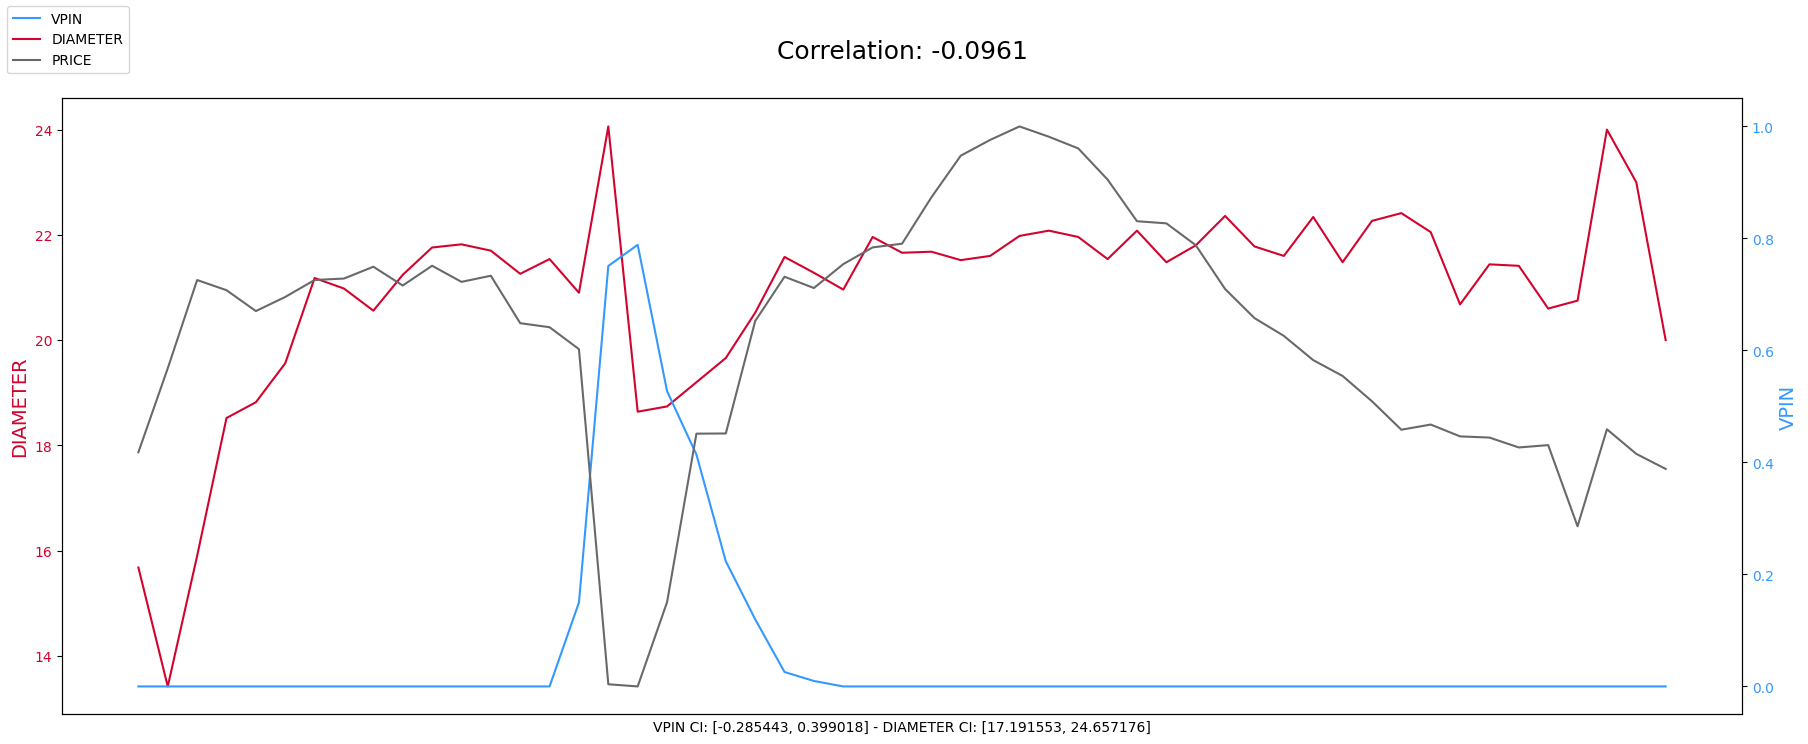 VPIN
DIAMETER
PRICE
Correlation: -0.0961
24
22
20
18
16
14
DIAMETER
1.0
0.8
0.6
0.4
0.2
0.0
VPIN
VPIN CI: [-0.285443, 0.399018] - DIAMETER CI: [17.191553, 24.657176]